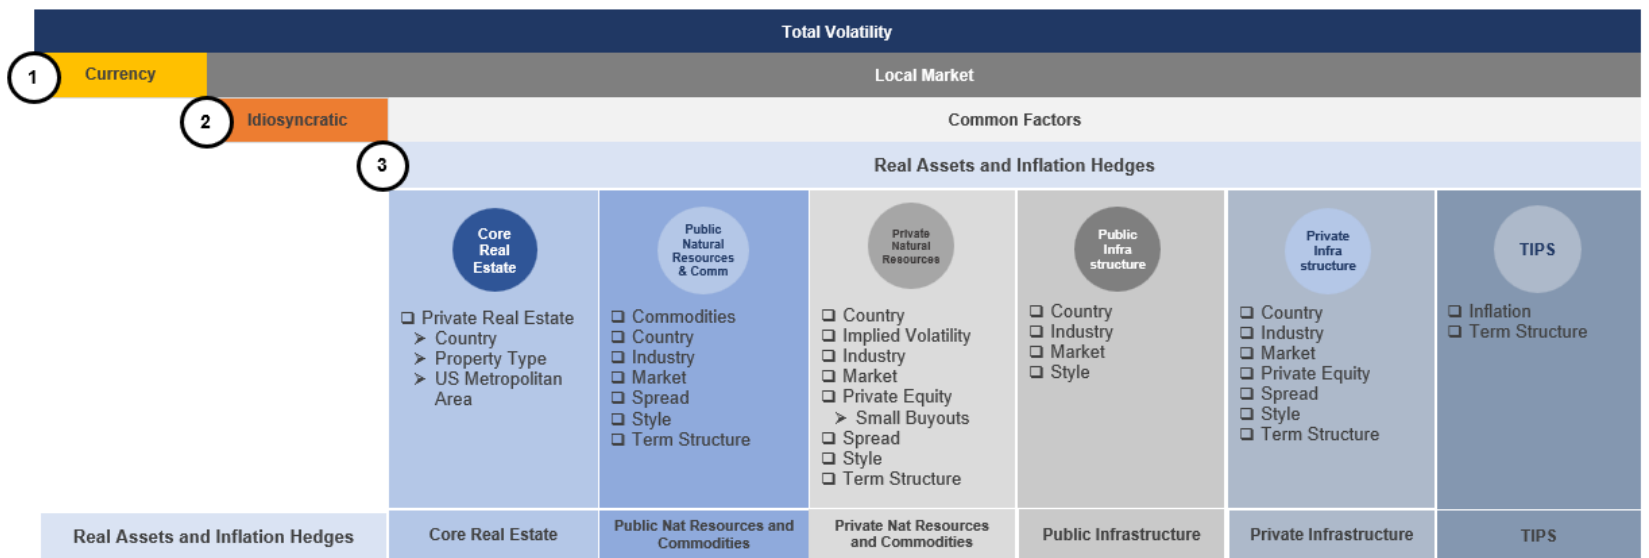 Total Volatility
1
Currency
Local Market
2
Idiosyncratic
Common Factors
3
Real Assets and Inflation Hedges
Core
Real
Estate
❑ Private Real Estate
➢ Country
➢ Property Type
➢ US Metropolitan
Area
Public
Natural
Resources
& Comm
❑ Commodities
❑ Country
❑ Industry
❑ Market
❑ Spread
❑ Style
❑ Term Structure
Private
Natural
Resources
❑ Country
❑ Implied Volatility
❑ Industry
❑ Market
❑ Private Equity
➢ Small Buyouts
❑ Spread
❑ Style
❑ Term Structure
Public
Infra
structure
❑ Country
❑ Industry
❑ Market
❑ Style
Private
Infra
structure
❑ Country
❑ Industry
❑ Market
❑ Private Equity
❑ Spread
❑ Style
❑ Term Structure
TIPS
❑ Inflation
❑ Term Structure
Real Assets and Inflation Hedges
Core Real Estate
Public Nat Resources and
Commodities
Private Nat Resources
and Commodities
Public Infrastructure
Private Infrastructure
TIPS